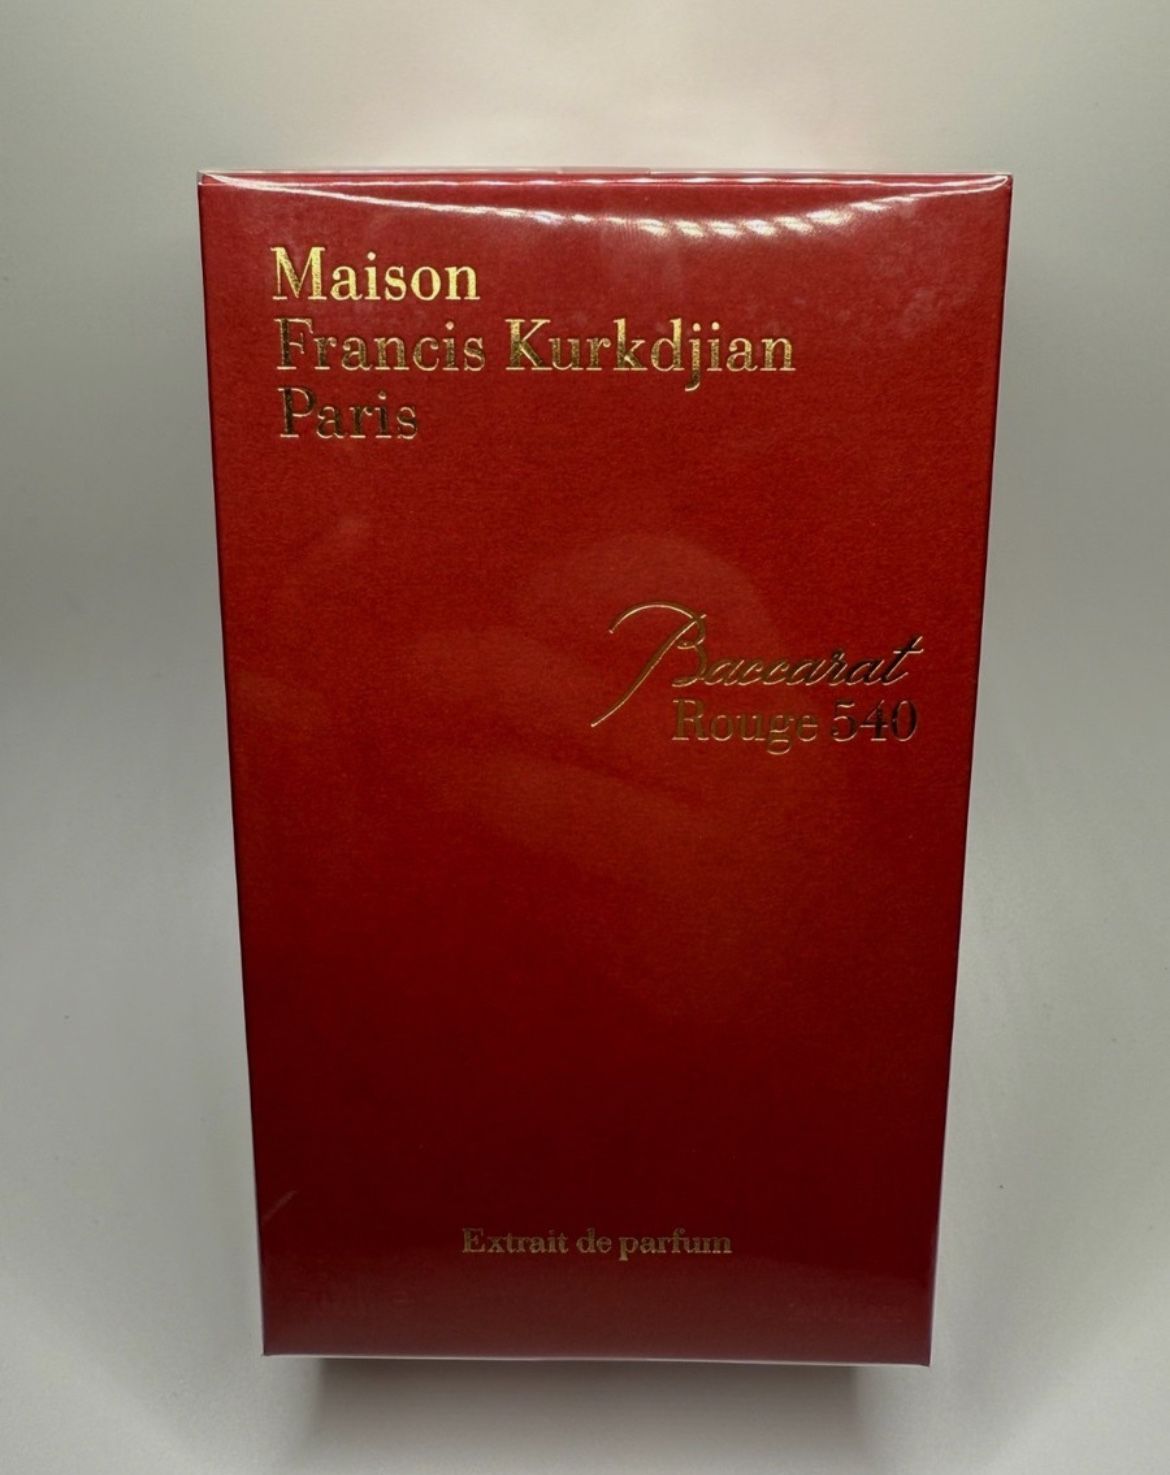 Maison
Francis Kurkdjian
Paris
Baccarat
Rouge 540
Extrait de parfum